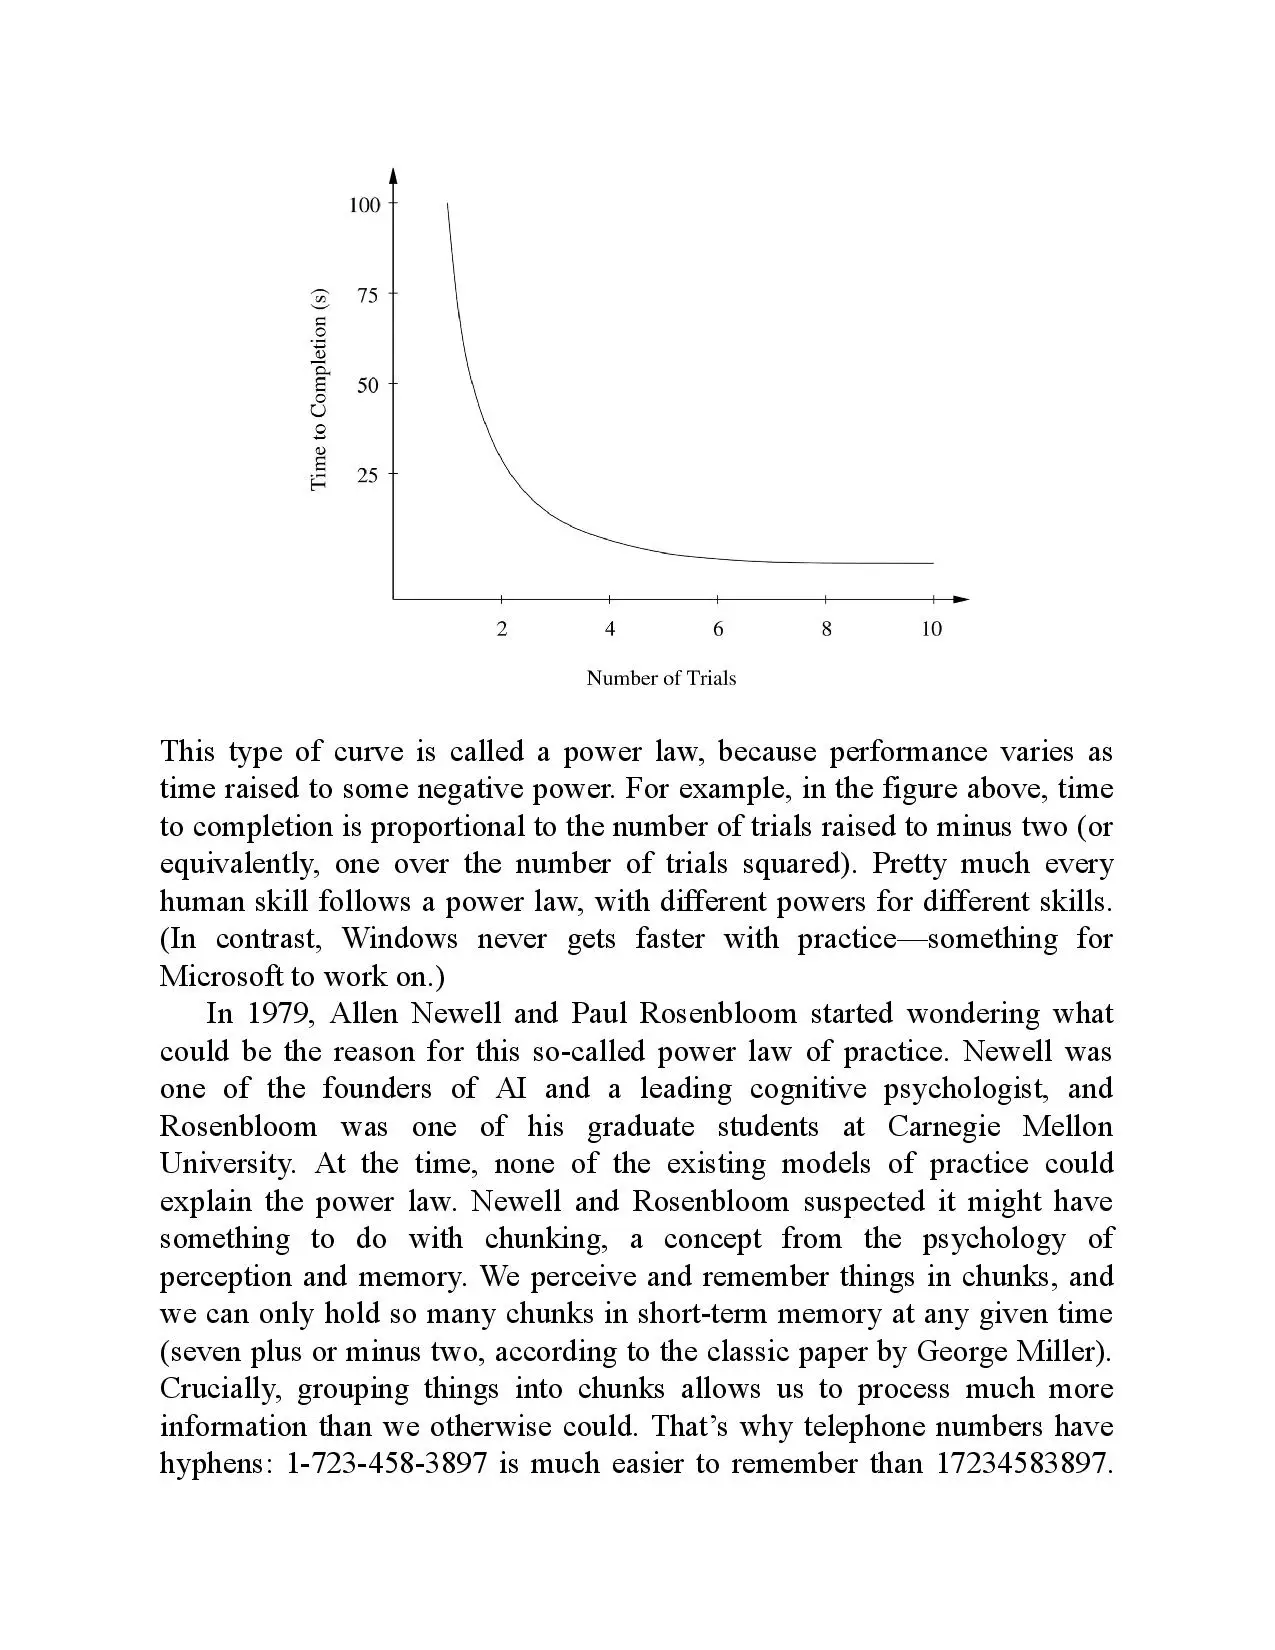 100
75
50
25
Time to Completion (s)
2 4 6 8 10
Number of Trials
This type of curve is called a power law, because performance varies as
time raised to some negative power. For example, in the figure above, time
to completion is proportional to the number of trials raised to minus two (or
equivalently, one over the number of trials squared). Pretty much every
human skill follows a power law, with different powers for different skills.
(In contrast, Windows never gets faster with practice—something for
Microsoft to work on.)
In 1979, Allen Newell and Paul Rosenbloom started wondering what
could be the reason for this so-called power law of practice. Newell was
one of the founders of AI and a leading cognitive psychologist, and
Rosenbloom was one of his graduate students at Carnegie Mellon
University. At the time, none of the existing models of practice could
explain the power law. Newell and Rosenbloom suspected it might have
something to do with chunking, a concept from the psychology of
perception and memory. We perceive and remember things in chunks, and
we can only hold so many chunks in short-term memory at any given time
(seven plus or minus two, according to the classic paper by George Miller).
Crucially, grouping things into chunks allows us to process much more
information than we otherwise could. That’s why telephone numbers have
hyphens: 1-723-458-3897 is much easier to remember than 17234583897.